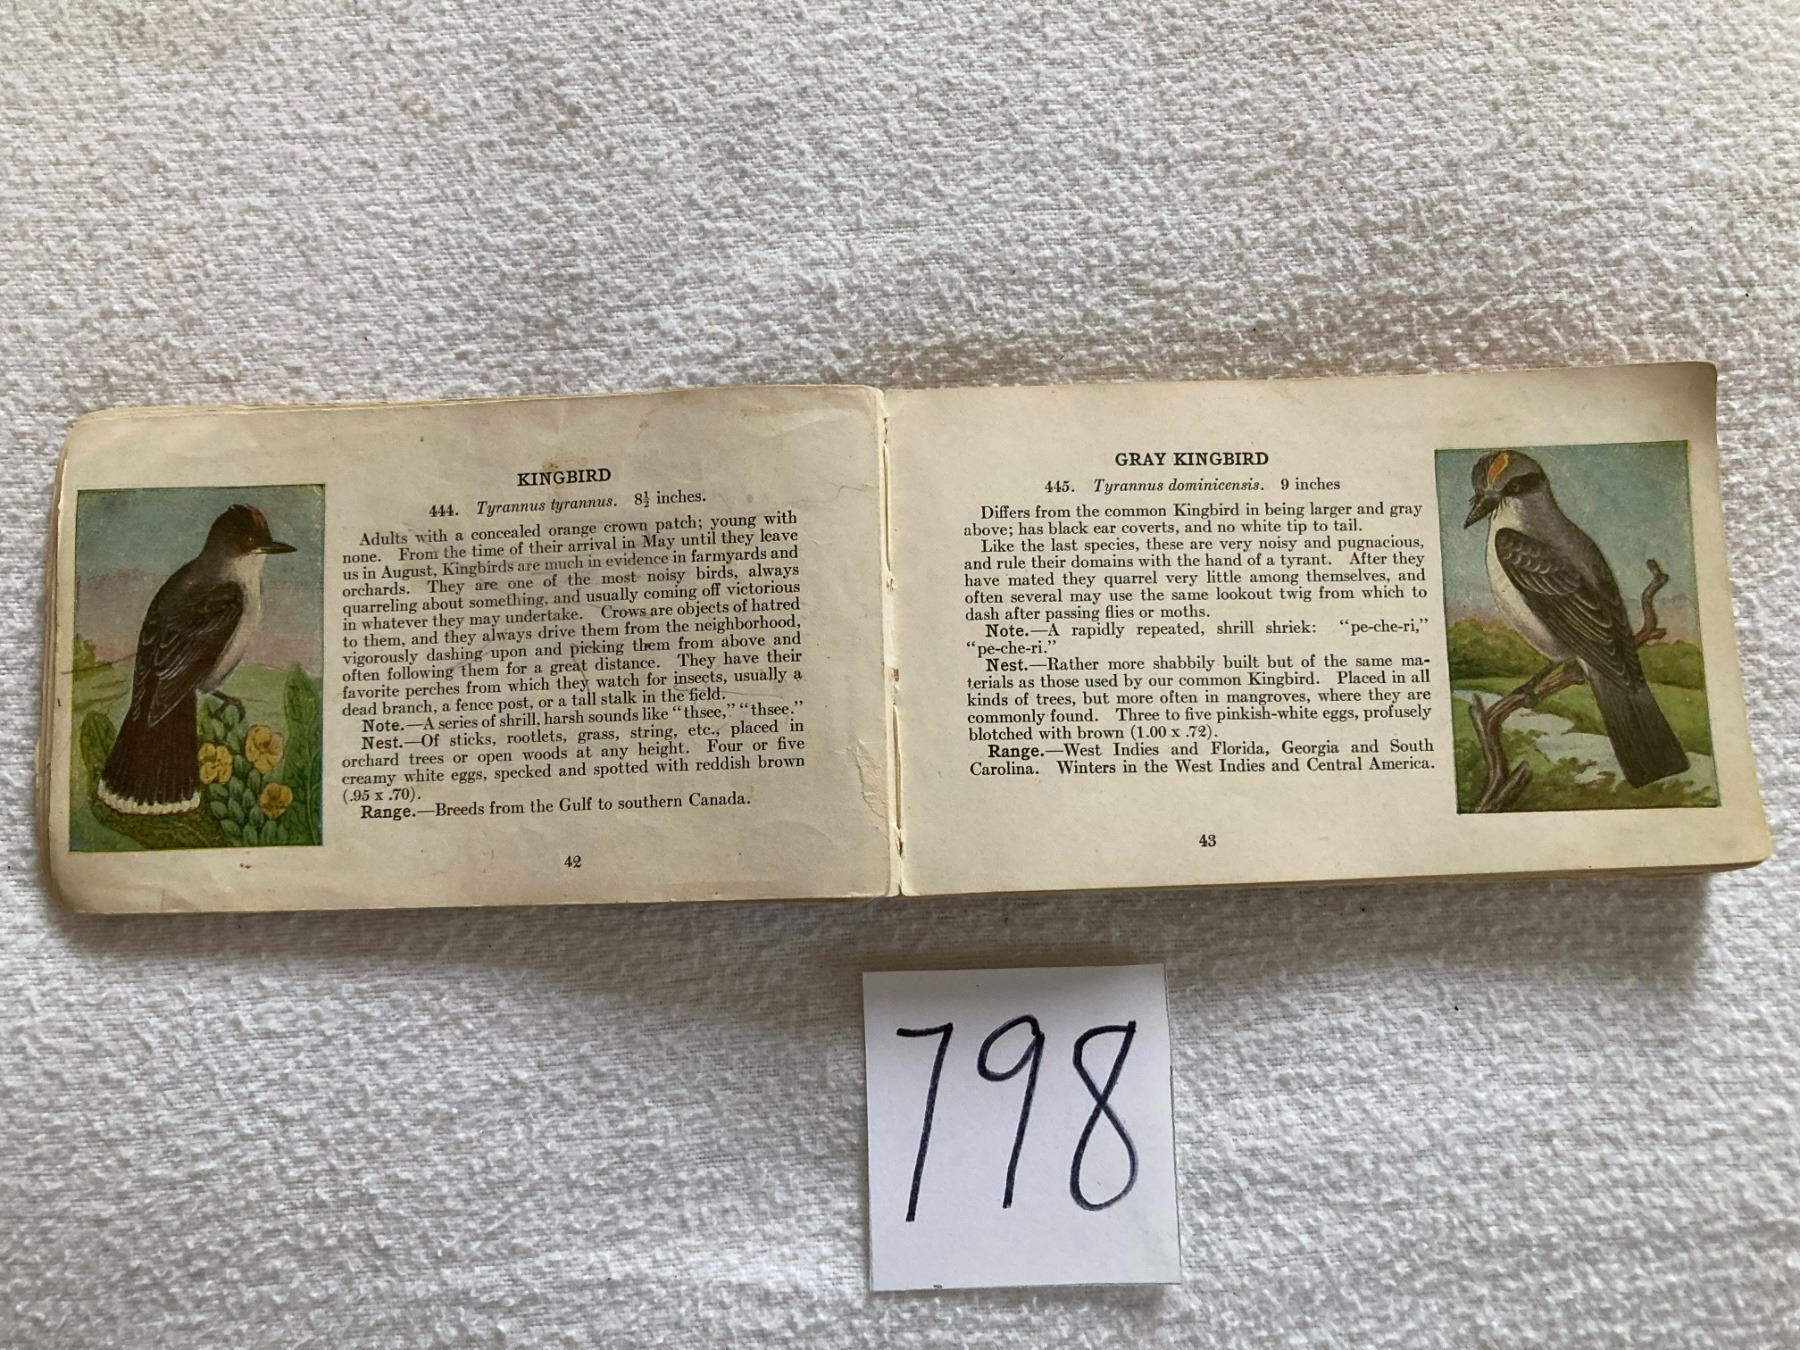 KINGBIRD
444. Tyrannus tyrannus. 8½ inches.
Adults with a concealed orange crown patch; young with
none. From the time of their arrival in May until they leave
us in August, Kingbirds are much in evidence in farmyards and
orchards. They are one of the most noisy birds, always
quarreling about something, and usually coming off victorious
in whatever they may undertake. Crows are objects of hatred
to them, and they always drive them from the neighborhood,
vigorously dashing upon and picking them from above and
often following them for a great distance. They have their
favorite perches from which they watch for insects, usually a
dead branch, a fence post, or a tall stalk in the field.
Note.—A series of shrill, harsh sounds like "thsee," "thsee."
Nest.—Of sticks, rootlets, grass, string, etc., placed in
orchard trees or open woods at any height. Four or five
creamy white eggs, specked and spotted with reddish brown
(.95 x .70).
Range.—Breeds from the Gulf to southern Canada.
42
GRAY KINGBIRD
445. Tyrannus dominicensis. 9 inches
Differs from the common Kingbird in being larger and gray
above; has black ear coverts, and no white tip to tail.
Like the last species, these are very noisy and pugnacious,
and rule their domains with the hand of a tyrant. After they
have mated they quarrel very little among themselves, and
often several may use the same lookout twig from which to
dash after passing flies or moths.
Note.—A rapidly repeated, shrill shriek: "pe-che-ri,"
"pe-che-ri."
Nest.—Rather more shabbily built but of the same ma-
terials as those used by our common Kingbird. Placed in all
kinds of trees, but more often in mangroves, where they are
commonly found. Three to five pinkish-white eggs, profusely
blotched with brown (1.00 x .72).
Range.—West Indies and Florida, Georgia and South
Carolina. Winters in the West Indies and Central America.
43
798